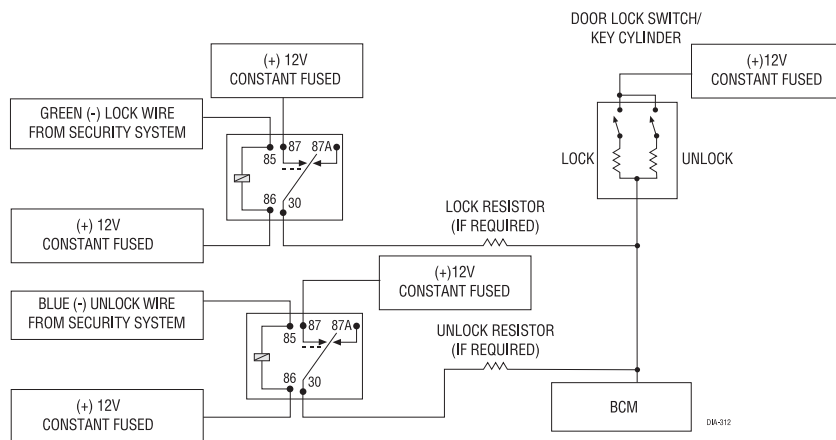 DOOR LOCK SWITCH/
KEY CYLINDER
(+) 12V
CONSTANT FUSED
(+)12V
CONSTANT FUSED
GREEN (-) LOCK WIRE
FROM SECURITY SYSTEM
87
87A
85
86
30
LOCK
UNLOCK
(+) 12V
CONSTANT FUSED
LOCK RESISTOR
(IF REQUIRED)
(+)12V
CONSTANT FUSED
BLUE (-) UNLOCK WIRE
FROM SECURITY SYSTEM
87
87A
85
86
30
UNLOCK RESISTOR
(IF REQUIRED)
(+) 12V
CONSTANT FUSED
BCM
DIA-312